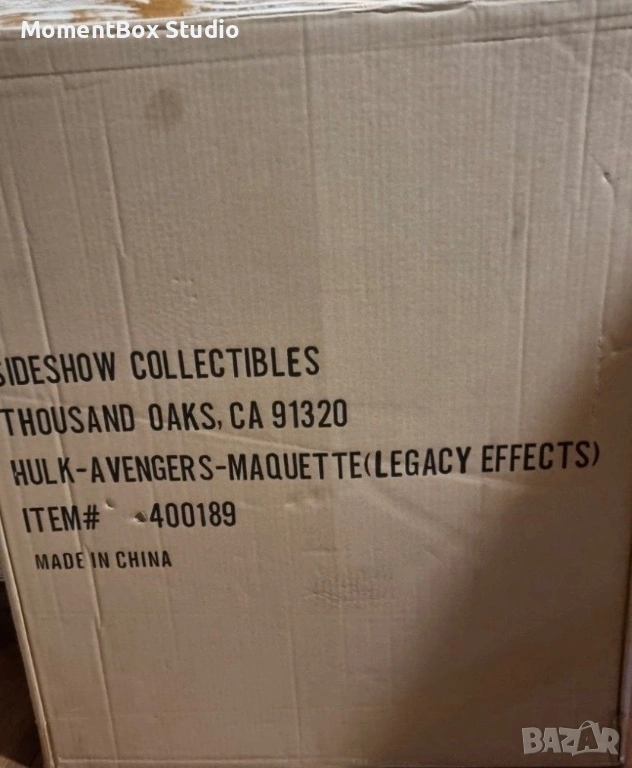 MomentBox Studio
SIDESHOW COLLECTIBLES
THOUSAND OAKS, CA 91320
HULK-AVENGERS-MAQUETTE(LEGACY EFFECTS)
ITEM# 400189
MADE IN CHINA
BAZAR